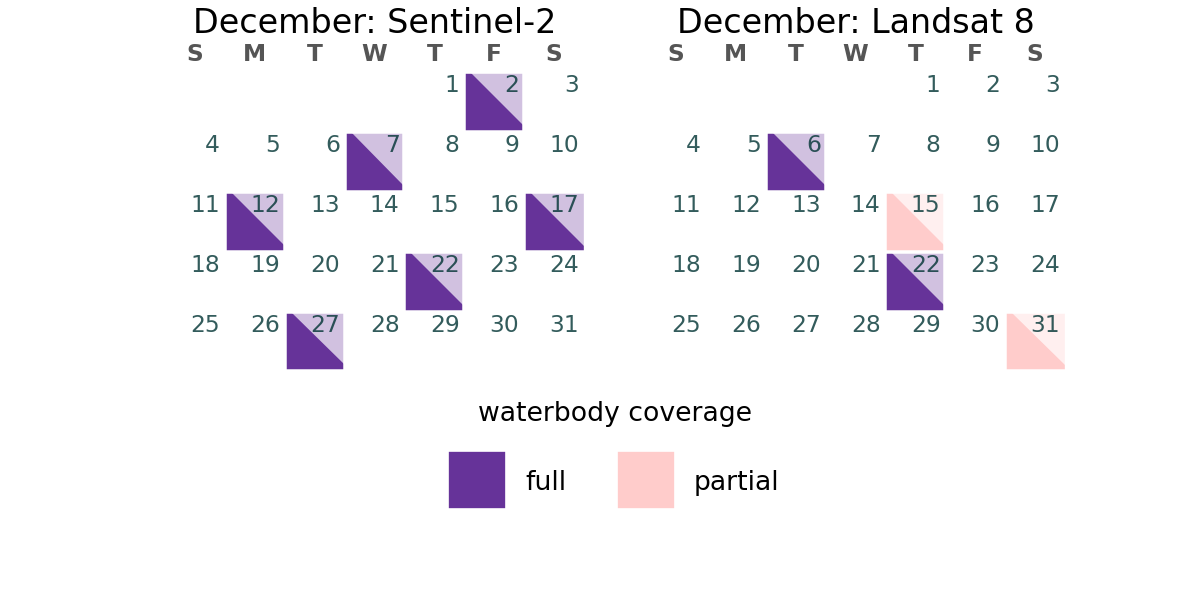 December: Sentinel-2
S M T W T F S
1 2 3
4 5 6 7 8 9 10
11 12 13 14 15 16 17
18 19 20 21 22 23 24
25 26 27 28 29 30 31
December: Landsat 8
S M T W T F S
1 2 3
4 5 6 7 8 9 10
11 12 13 14 15 16 17
18 19 20 21 22 23 24
25 26 27 28 29 30 31
waterbody coverage
full
partial